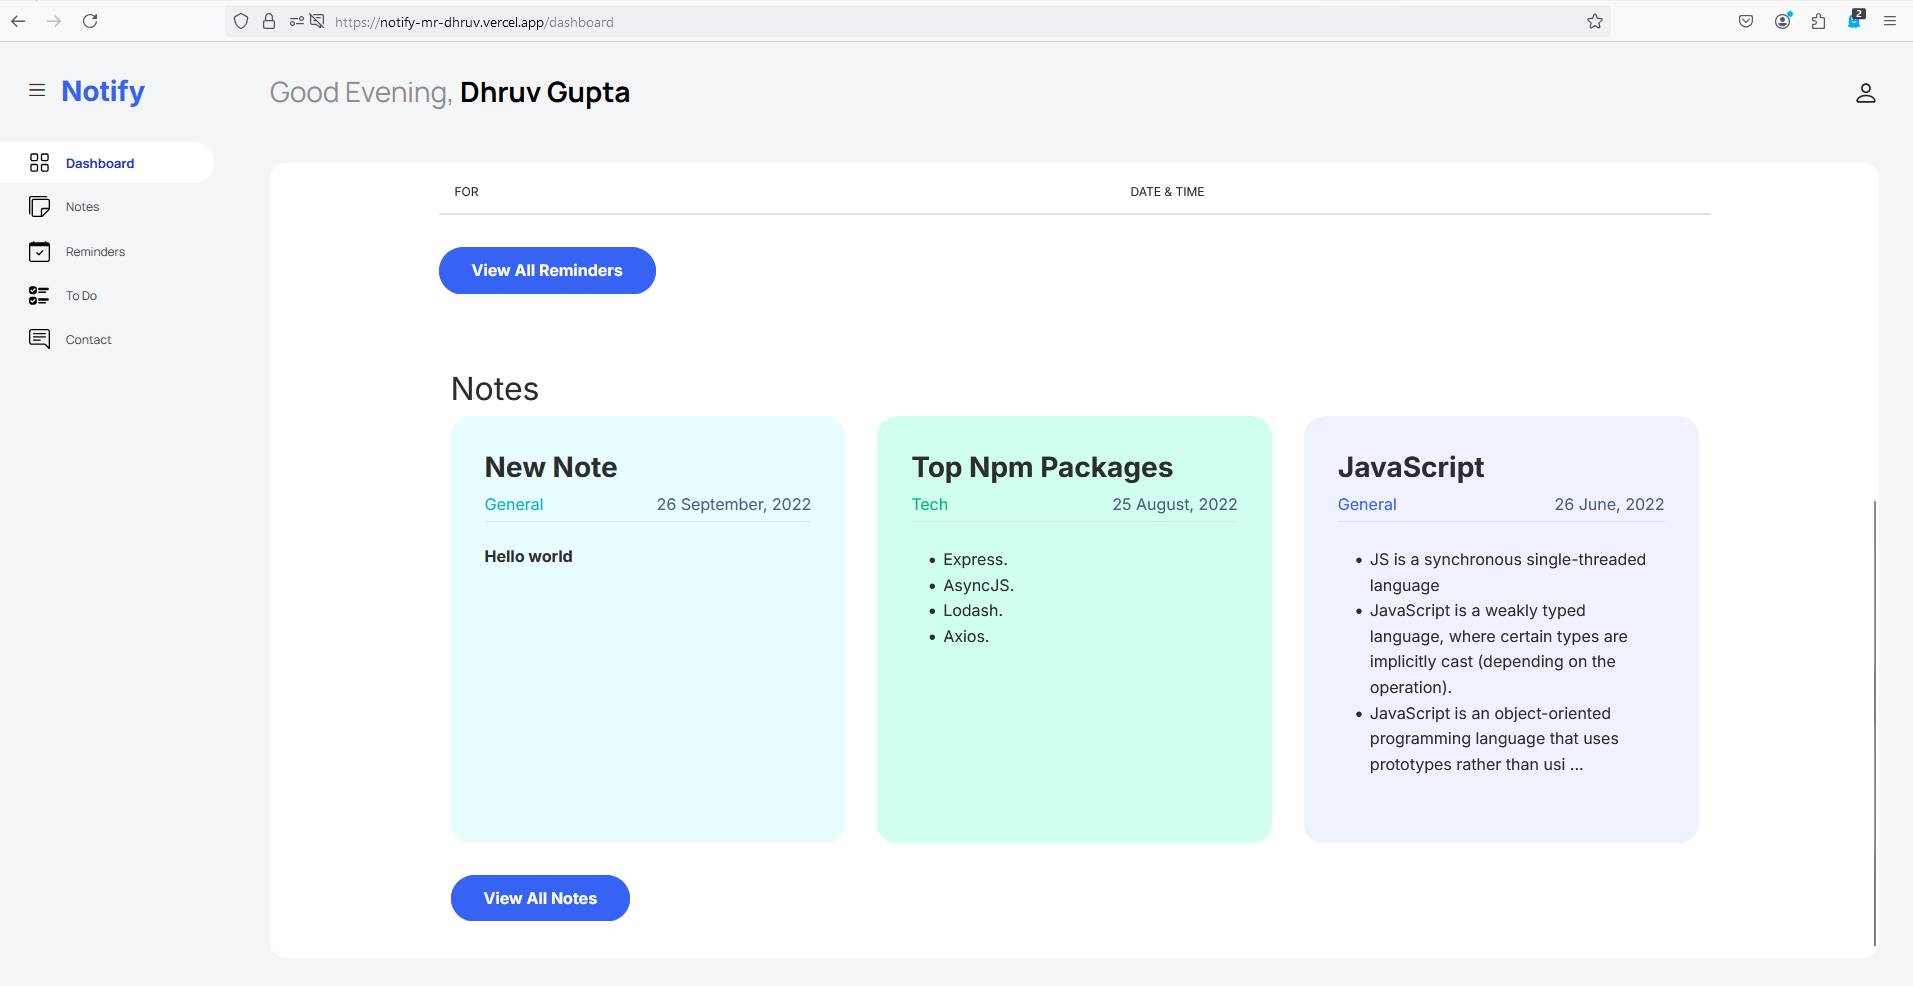 https://notify-mr-dhruv.vercel.app/dashboard
2
Notify
Good Evening, Dhruv Gupta
Dashboard
Notes
Reminders
To Do
Contact
FOR DATE & TIME
View All Reminders
Notes
New Note
General 26 September, 2022
Hello world
Top Npm Packages
Tech 25 August, 2022
• Express.
• AsyncJS.
• Lodash.
• Axios.
JavaScript
General 26 June, 2022
• JS is a synchronous single-threaded
language
• JavaScript is a weakly typed
language, where certain types are
implicitly cast (depending on the
operation).
• JavaScript is an object-oriented
programming language that uses
prototypes rather than usi ...
View All Notes